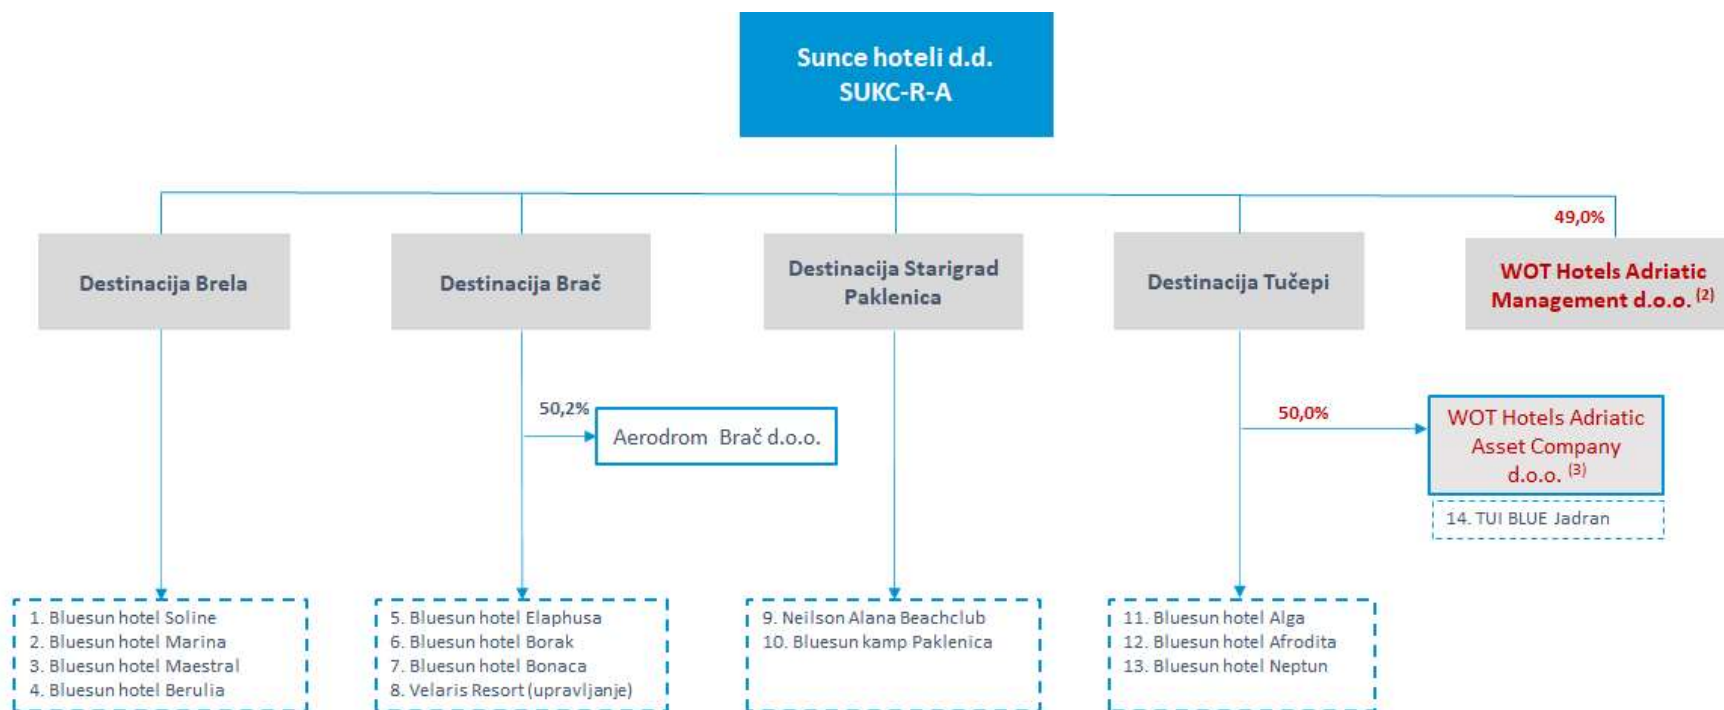 Sunce hoteli d.d.
SUKC-R-A
49,0%
Destinacija Brela
Destinacija Brač
Destinacija Starigrad
Paklenica
Destinacija Tučepi
WOT Hotels Adriatic
Management d.o.o. (2)
50,2%
Aerodrom Brač d.o.o.
50,0%
WOT Hotels Adriatic
Asset Company
d.o.o. (3)
14. TUI BLUE Jadran
1. Bluesun hotel Soline
2. Bluesun hotel Marina
3. Bluesun hotel Maestral
4. Bluesun hotel Berulia
5. Bluesun hotel Elaphusa
6. Bluesun hotel Borak
7. Bluesun hotel Bonaca
8. Velaris Resort (upravljanje)
9. Neilson Alana Beachclub
10. Bluesun kamp Paklenica
11. Bluesun hotel Alga
12. Bluesun hotel Afrodita
13. Bluesun hotel Neptun